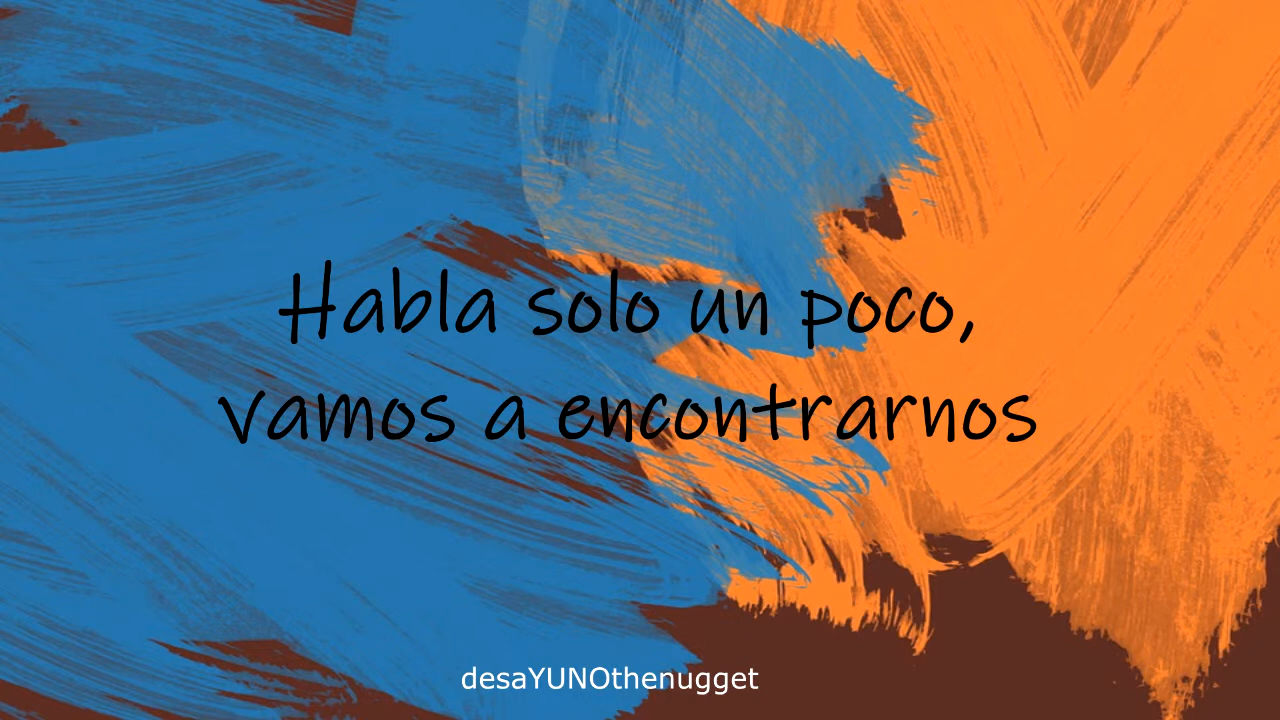 Habla solo un poco,
vamos a encontrarnos
desaYUNOthenugget